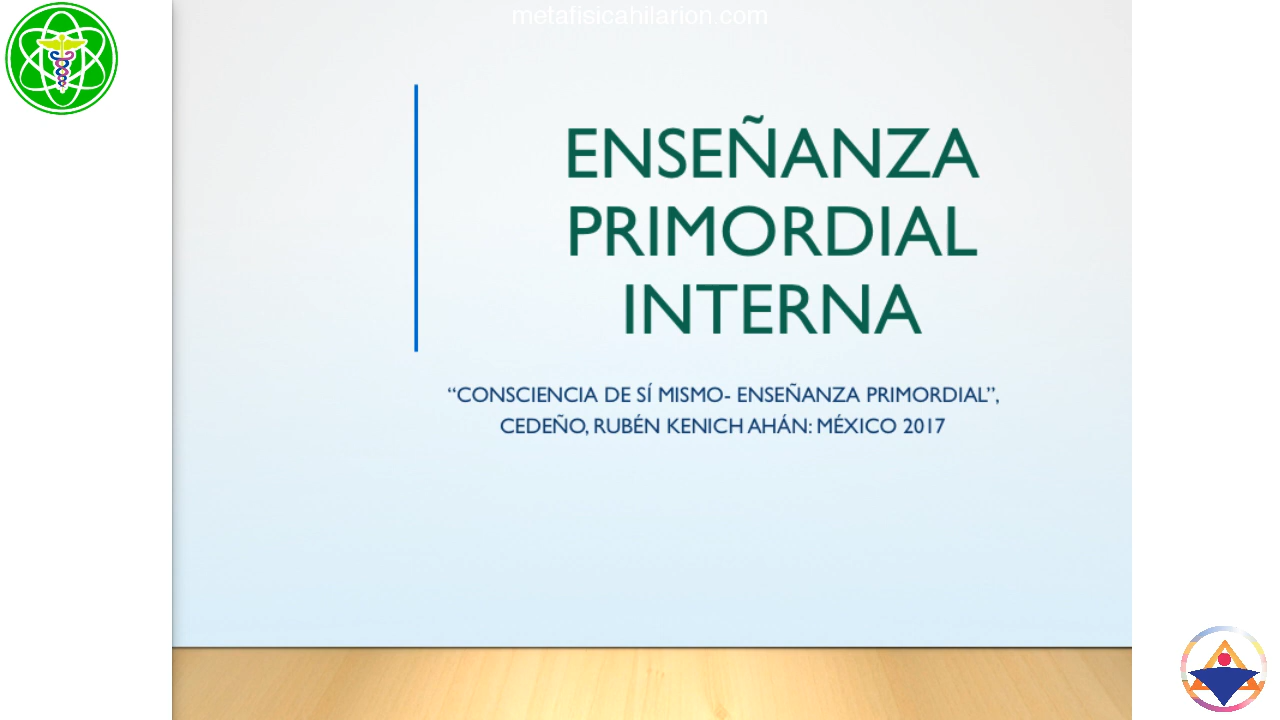 metafisicahilarion.com
ENSEÑANZA
PRIMORDIAL
INTERNA
“CONSCIENCIA DE SÍ MISMO- ENSEÑANZA PRIMORDIAL”,
CEDEÑO, RUBÉN KENICH AHÁN: MÉXICO 2017